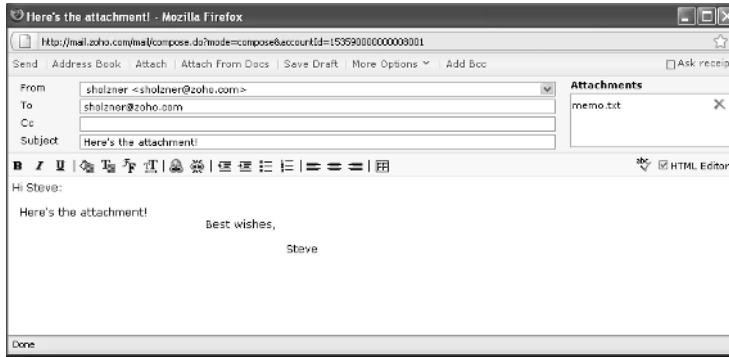 Here's the attachment! - Mozilla Firefox
http://mail.zoho.com/mail/compose.do?mode=compose&accountId=153590000000008001
Send | Address Book | Attach | Attach From Docs | Save Draft | More Options | Add Bcc Ask receip
From sholzner <sholzner@zoho.com> Attachments
To sholzner@zoho.com memo.txt
Cc
Subject Here's the attachment!
B I U HTML Editor
Hi Steve:
Here's the attachment!
Best wishes,
Steve
Done